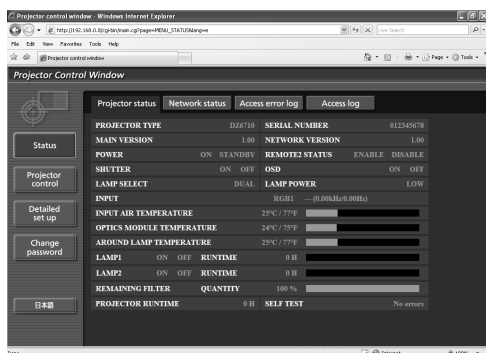 Projector control window - Windows Internet Explorer
http://192.168.0.8/cgi-bin/main.cgi?page=MENU_STATUS&lang=e
Live Search
File Edit View Favorites Tools Help
Projector control window
Page Tools
Projector Control Window
Projector status Network status Access error log Access log
Status
Projector control
Detailed set up
Change password
日本語
PROJECTOR TYPE DZ6710 SERIAL NUMBER 012345678
MAIN VERSION 1.00 NETWORK VERSION 1.00
POWER ON STANDBY REMOTE2 STATUS ENABLE DISABLE
SHUTTER ON OFF OSD ON OFF
LAMP SELECT DUAL LAMP POWER LOW
INPUT RGB1 --- (0.00kHz/0.00Hz)
INPUT AIR TEMPERATURE 25°C / 77°F
OPTICS MODULE TEMPERATURE 24°C / 75°F
AROUND LAMP TEMPERATURE 25°C / 77°F
LAMP1 ON OFF RUNTIME 0 H
LAMP2 ON OFF RUNTIME 0 H
REMAINING FILTER QUANTITY 100 %
PROJECTOR RUNTIME 0 H SELF TEST No errors
Internet 100%